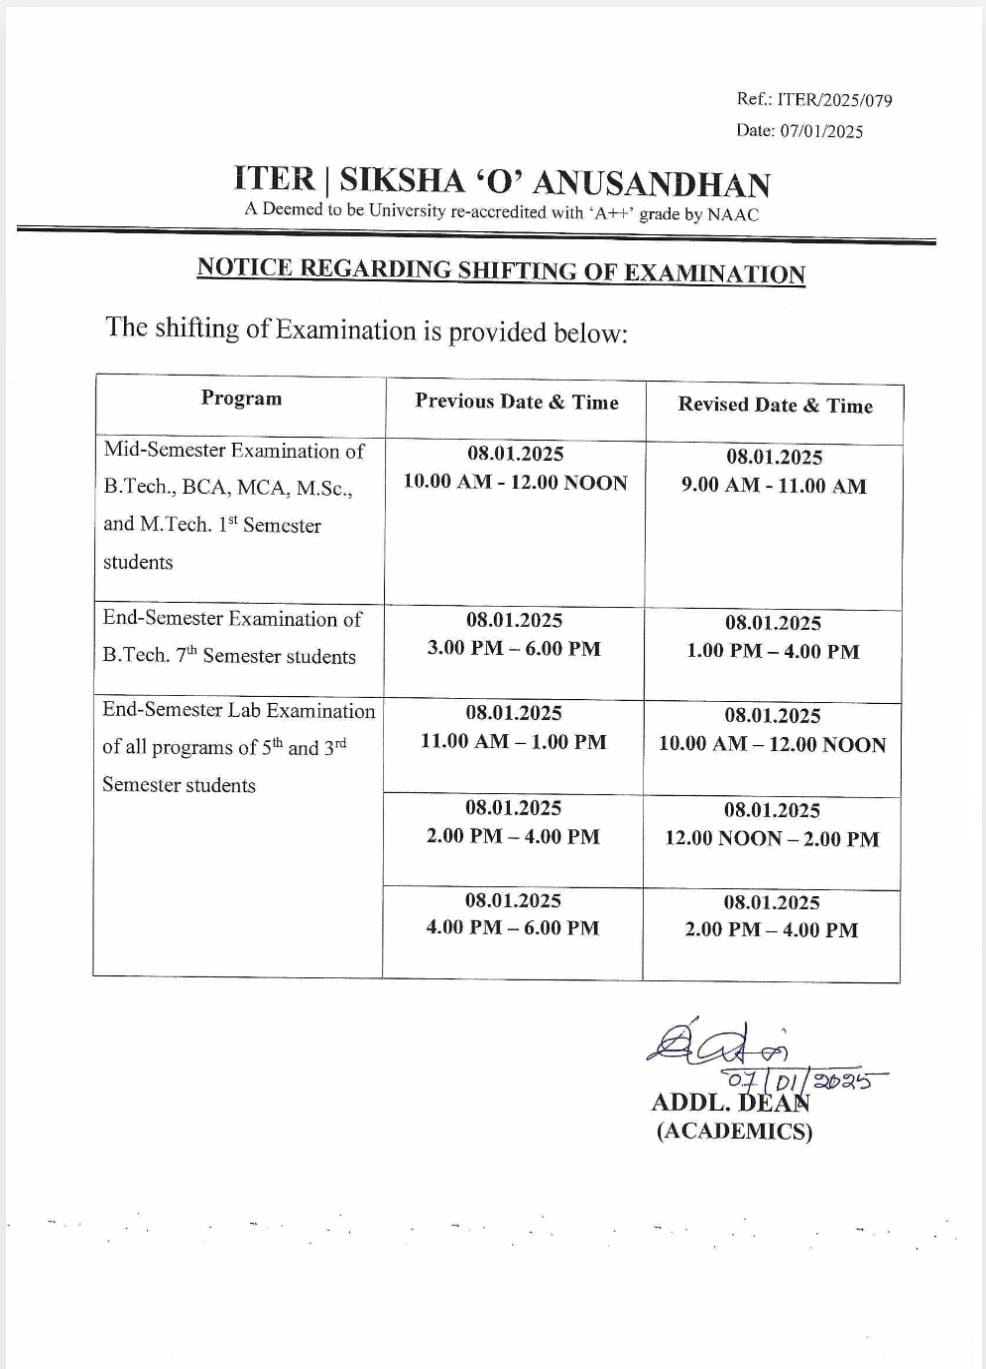 Ref.: ITER/2025/079
Date: 07/01/2025
ITER | SIKSHA ‘O’ ANUSANDHAN
A Deemed to be University re-accredited with ‘A++’ grade by NAAC
NOTICE REGARDING SHIFTING OF EXAMINATION
The shifting of Examination is provided below:
Program
Previous Date & Time
Revised Date & Time
Mid-Semester Examination of
B.Tech., BCA, MCA, M.Sc.,
and M.Tech. 1st Semester
students
08.01.2025
10.00 AM - 12.00 NOON
08.01.2025
9.00 AM - 11.00 AM
End-Semester Examination of
B.Tech. 7th Semester students
08.01.2025
3.00 PM – 6.00 PM
08.01.2025
1.00 PM – 4.00 PM
End-Semester Lab Examination
of all programs of 5th and 3rd
Semester students
08.01.2025
11.00 AM – 1.00 PM
08.01.2025
10.00 AM – 12.00 NOON
08.01.2025
2.00 PM – 4.00 PM
08.01.2025
12.00 NOON – 2.00 PM
08.01.2025
4.00 PM – 6.00 PM
08.01.2025
2.00 PM – 4.00 PM
07/01/2025
ADDL. DEAN
(ACADEMICS)